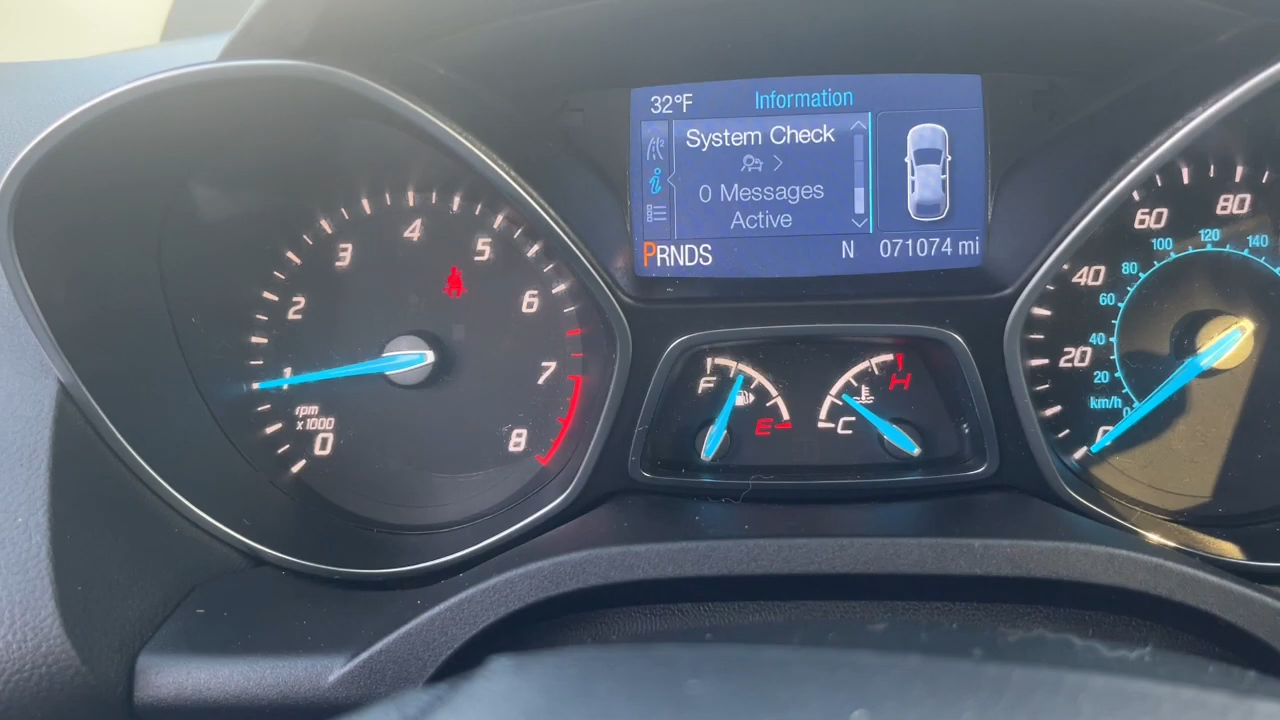 32°F Information
System Check
0 Messages
Active
PRNDS N 071074 mi
0 1 2 3 4 5 6 7 8
rpm
x1000
F E
C H
0 20 40 60 80
km/h
0 20 40 60 80 100 120 140